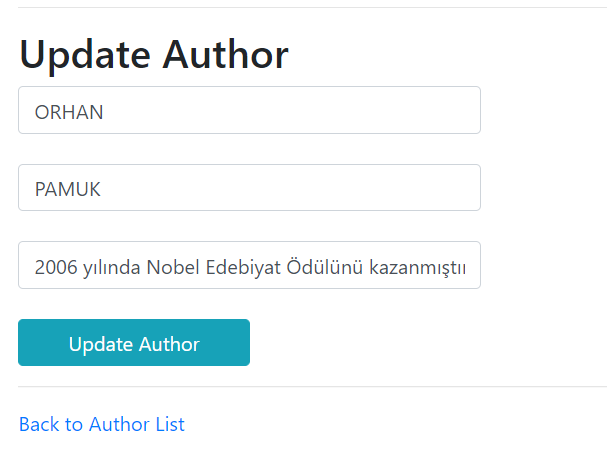 Update Author
ORHAN
PAMUK
2006 yılında Nobel Edebiyat Ödülünü kazanmıştı
Update Author
Back to Author List